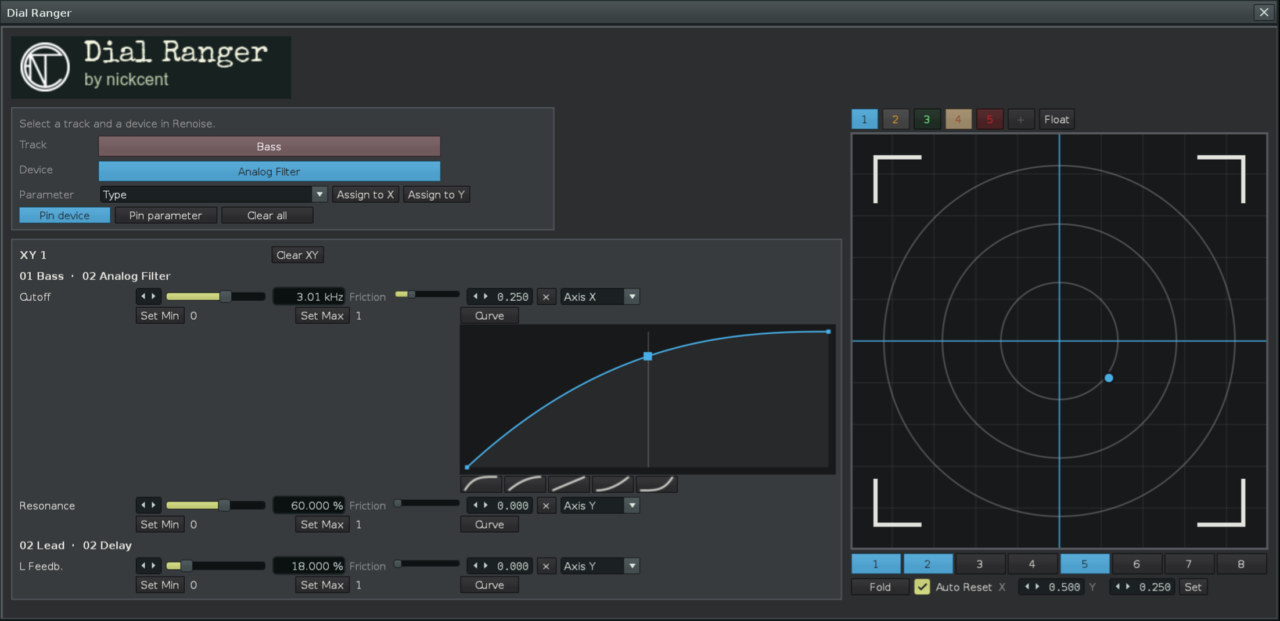 Dial Ranger
Dial Ranger
by nickcent
Select a track and a device in Renoise.
Track Bass
Device Analog Filter
Parameter Type Assign to X Assign to Y
Pin device Pin parameter Clear all
XY 1 Clear XY
01 Bass · 02 Analog Filter
Cutoff 3.01 kHz Friction 0.250 × Axis X
Set Min 0 Set Max 1 Curve
Resonance 60.000 % Friction 0.000 × Axis Y
Set Min 0 Set Max 1 Curve
02 Lead · 02 Delay
L Feedb. 18.000 % Friction 0.000 × Axis Y
Set Min 0 Set Max 1 Curve
1 2 3 4 5 + Float
1 2 3 4 5 6 7 8
Fold Auto Reset X 0.500 Y 0.250 Set